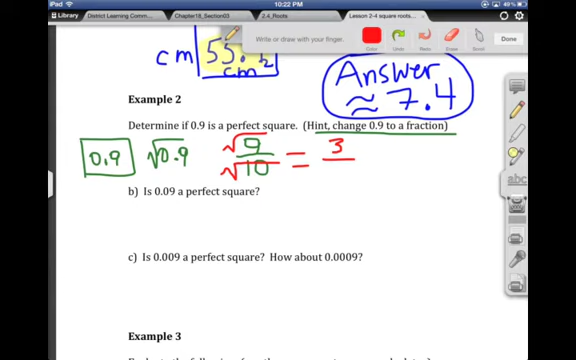 iPad
10:22 PM
Library
District Learning Comm...
Chapter18_Section03
2.4_Roots
Lesson 2-4 square roots...
Write or draw with your finger.
Color
Undo
Redo
Erase
Scroll
Done
cm 55. cm²
Answer
≈ 7.4
Example 2
Determine if 0.9 is a perfect square. (Hint, change 0.9 to a fraction)
0.9 √0.9 √9/√10 = 3
b) Is 0.09 a perfect square?
c) Is 0.009 a perfect square? How about 0.0009?
Example 3
abc